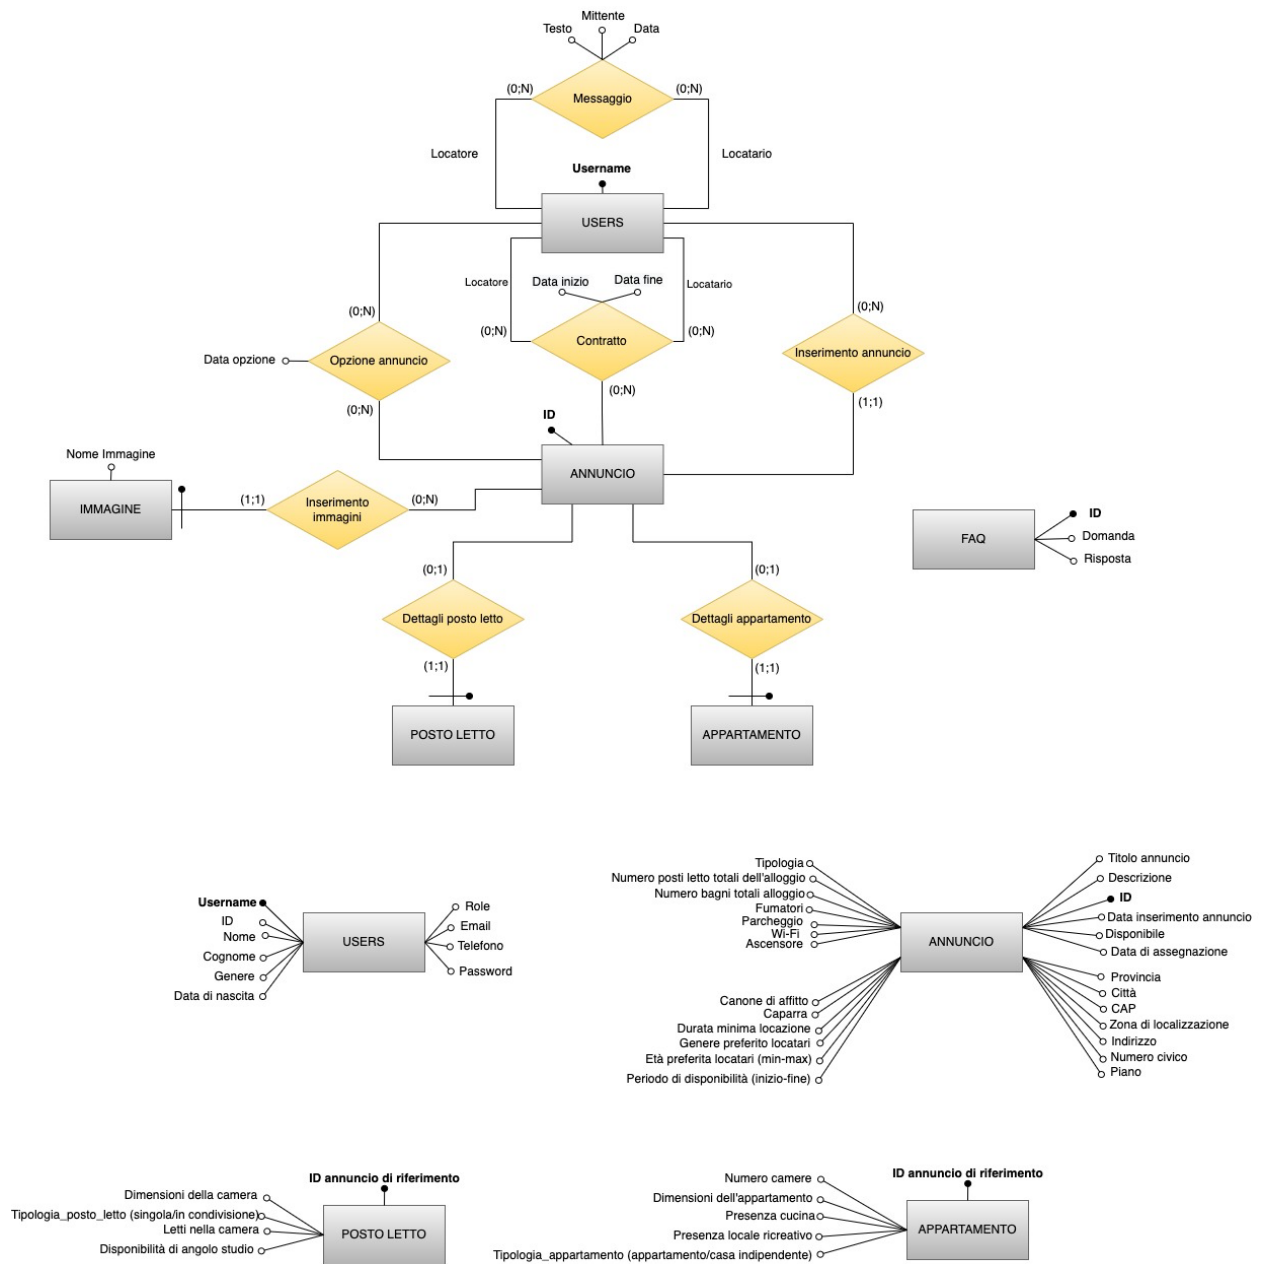 Mittente
Testo
Data
(0;N)
Messaggio
(0;N)
Locatore
Locatario
Username
USERS
Locatore
Data inizio
Data fine
Locatario
(0;N)
(0;N)
(0;N)
(0;N)
Data opzione
Opzione annuncio
Contratto
Inserimento annuncio
(0;N)
(0;N)
(1;1)
ID
ANNUNCIO
Nome Immagine
IMMAGINE
(1;1)
Inserimento
immagini
(0;N)
FAQ
ID
Domanda
Risposta
(0;1)
(0;1)
Dettagli posto letto
Dettagli appartamento
(1;1)
(1;1)
POSTO LETTO
APPARTAMENTO
Username
ID
Nome
Cognome
Genere
Data di nascita
USERS
Role
Email
Telefono
Password
Tipologia
Numero posti letto totali dell'alloggio
Numero bagni totali alloggio
Fumatori
Parcheggio
Wi-Fi
Ascensore
Canone di affitto
Caparra
Durata minima locazione
Genere preferito locatari
Età preferita locatari (min-max)
Periodo di disponibilità (inizio-fine)
ANNUNCIO
Titolo annuncio
Descrizione
ID
Data inserimento annuncio
Disponibile
Data di assegnazione
Provincia
Città
CAP
Zona di localizzazione
Indirizzo
Numero civico
Piano
ID annuncio di riferimento
Dimensioni della camera
Tipologia_posto_letto (singola/in condivisione)
Letti nella camera
Disponibilità di angolo studio
POSTO LETTO
ID annuncio di riferimento
Numero camere
Dimensioni dell'appartamento
Presenza cucina
Presenza locale ricreativo
Tipologia_appartamento (appartamento/casa indipendente)
APPARTAMENTO